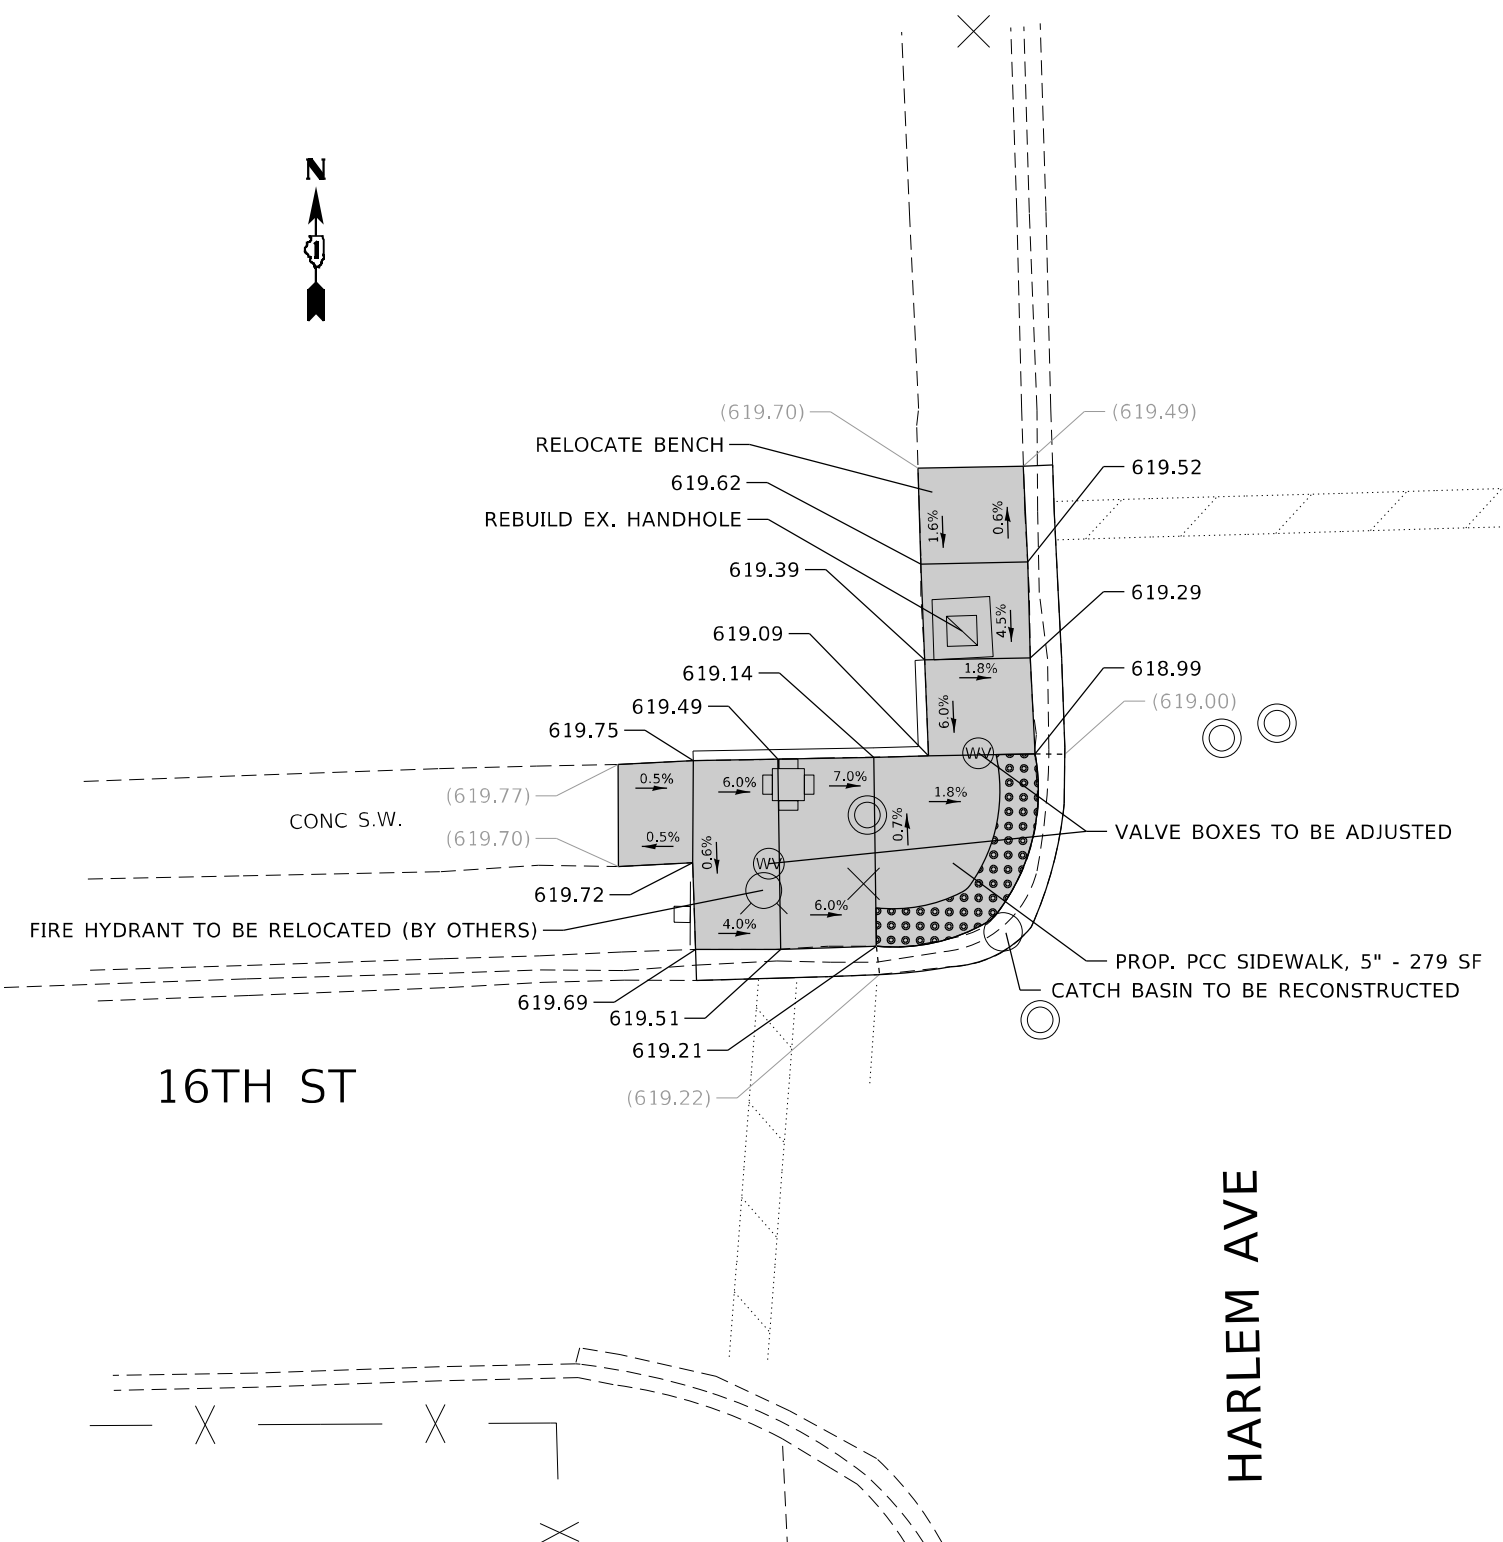 N
1
(619.70)
(619.49)
RELOCATE BENCH
619.52
619.62
REBUILD EX. HANDHOLE
1.6%
0.6%
619.39
619.29
4.5%
619.09
619.14
1.8%
618.99
(619.00)
619.49
6.0%
619.75
WV
0.5%
6.0%
7.0%
1.8%
(619.77)
CONC S.W.
(619.70)
0.5%
0.6%
0.7%
VALVE BOXES TO BE ADJUSTED
WV
619.72
FIRE HYDRANT TO BE RELOCATED (BY OTHERS)
4.0%
6.0%
PROP. PCC SIDEWALK, 5" - 279 SF
CATCH BASIN TO BE RECONSTRUCTED
619.69
619.51
619.21
16TH ST
(619.22)
HARLEM AVE